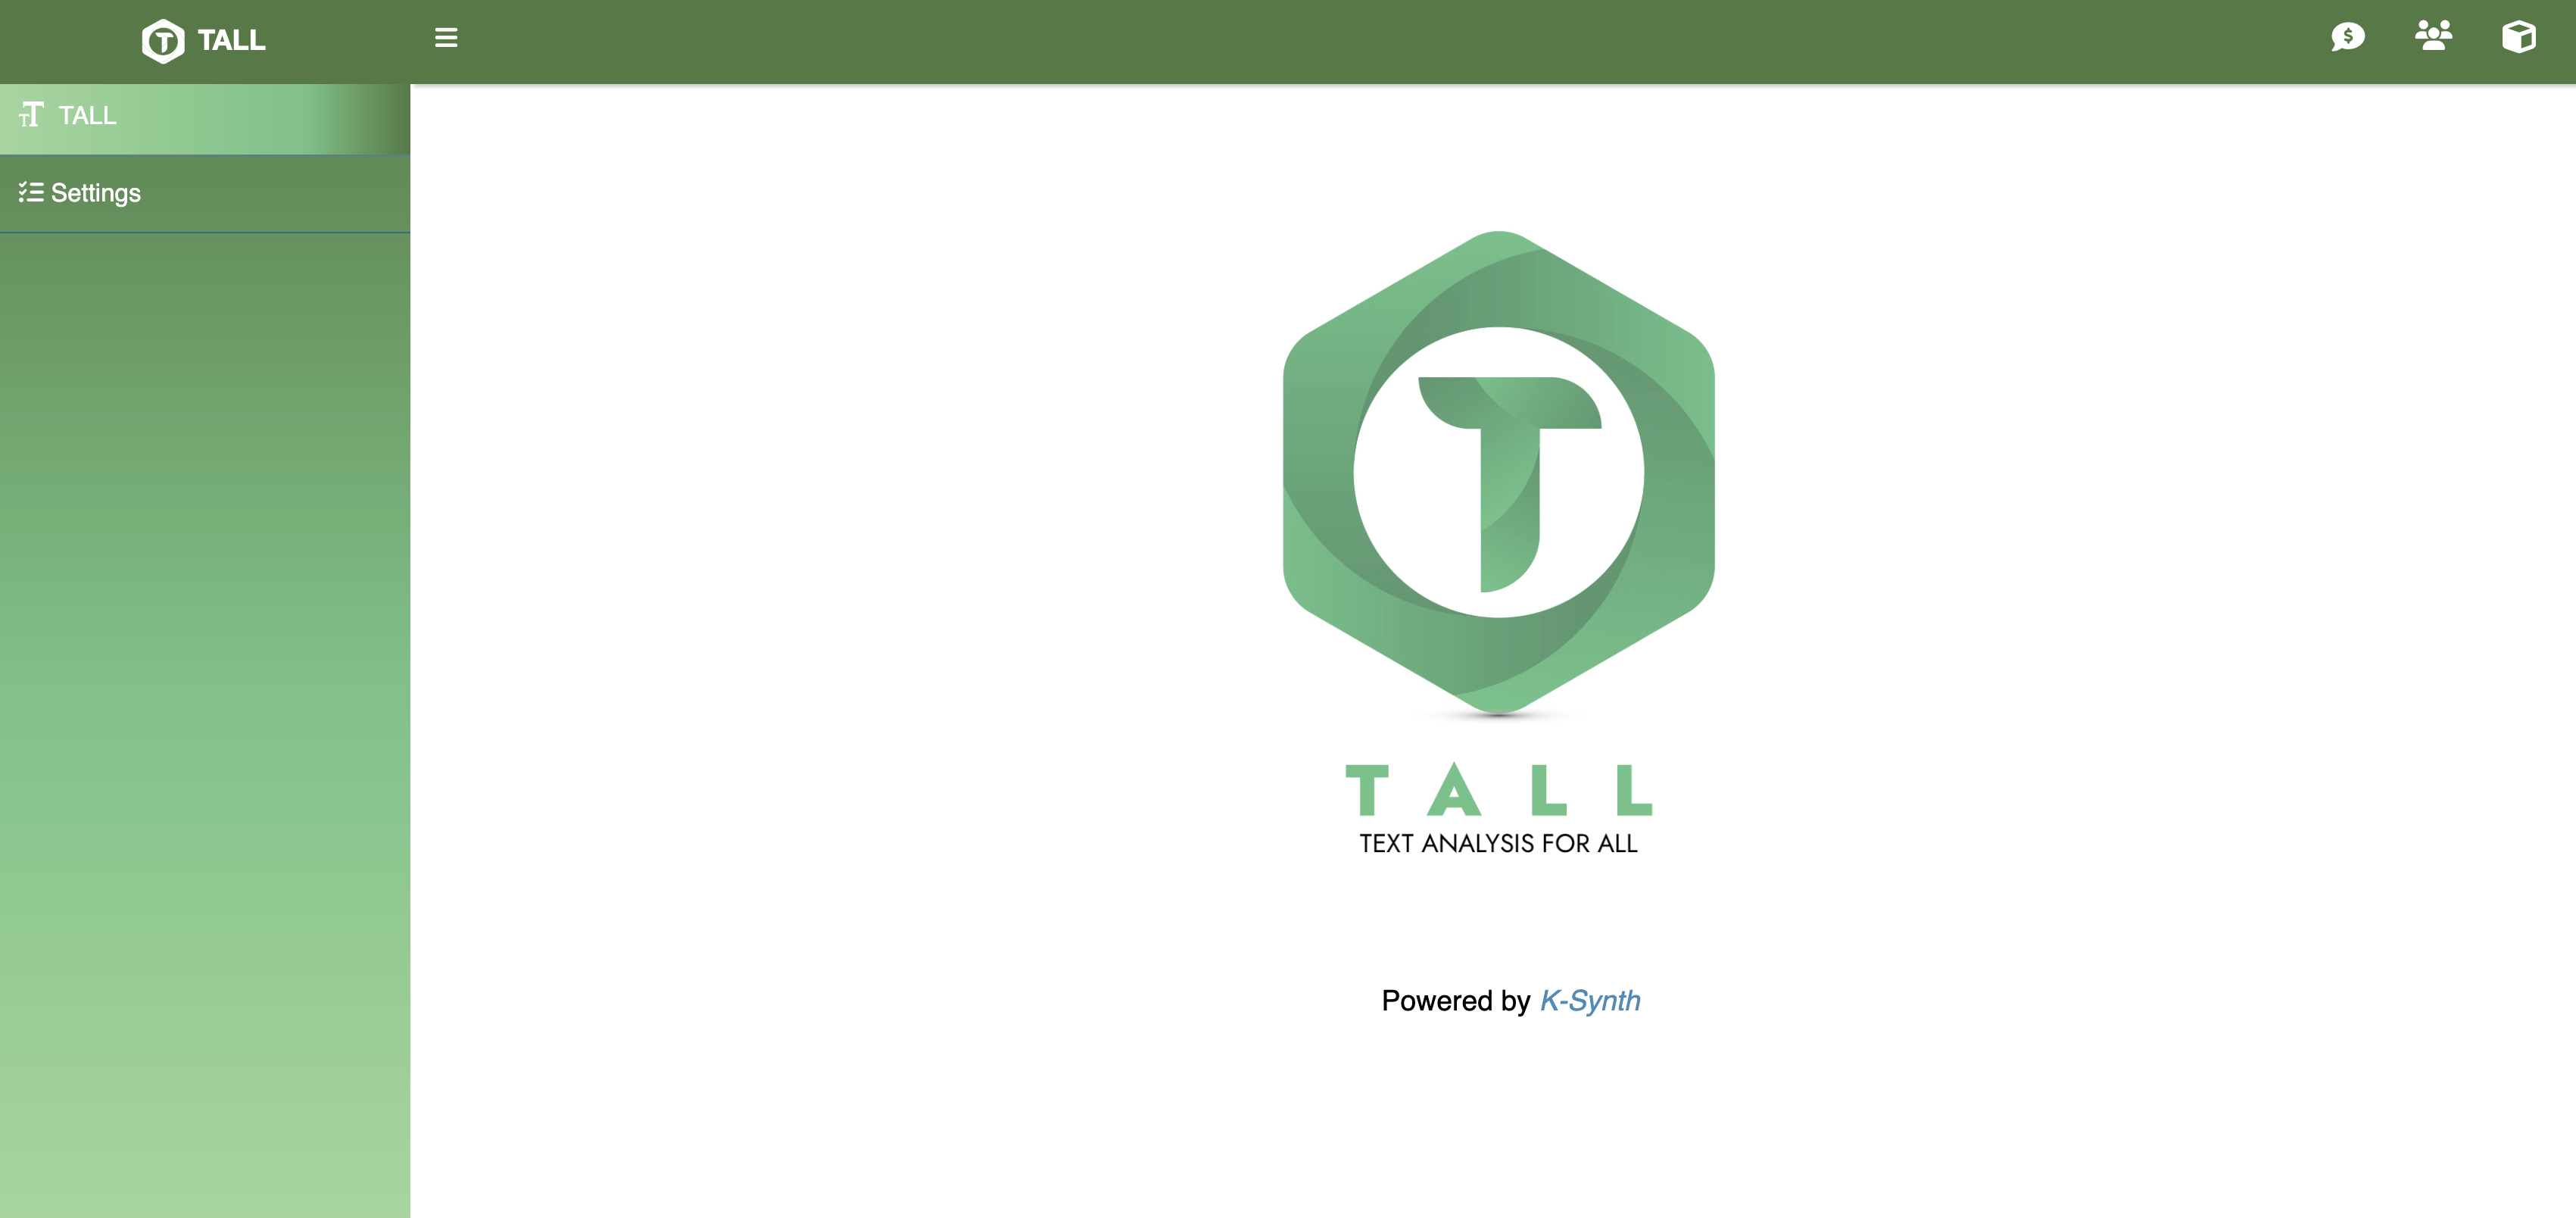 TALL
TALL
Settings
T
TALL
TEXT ANALYSIS FOR ALL
Powered by K-Synth